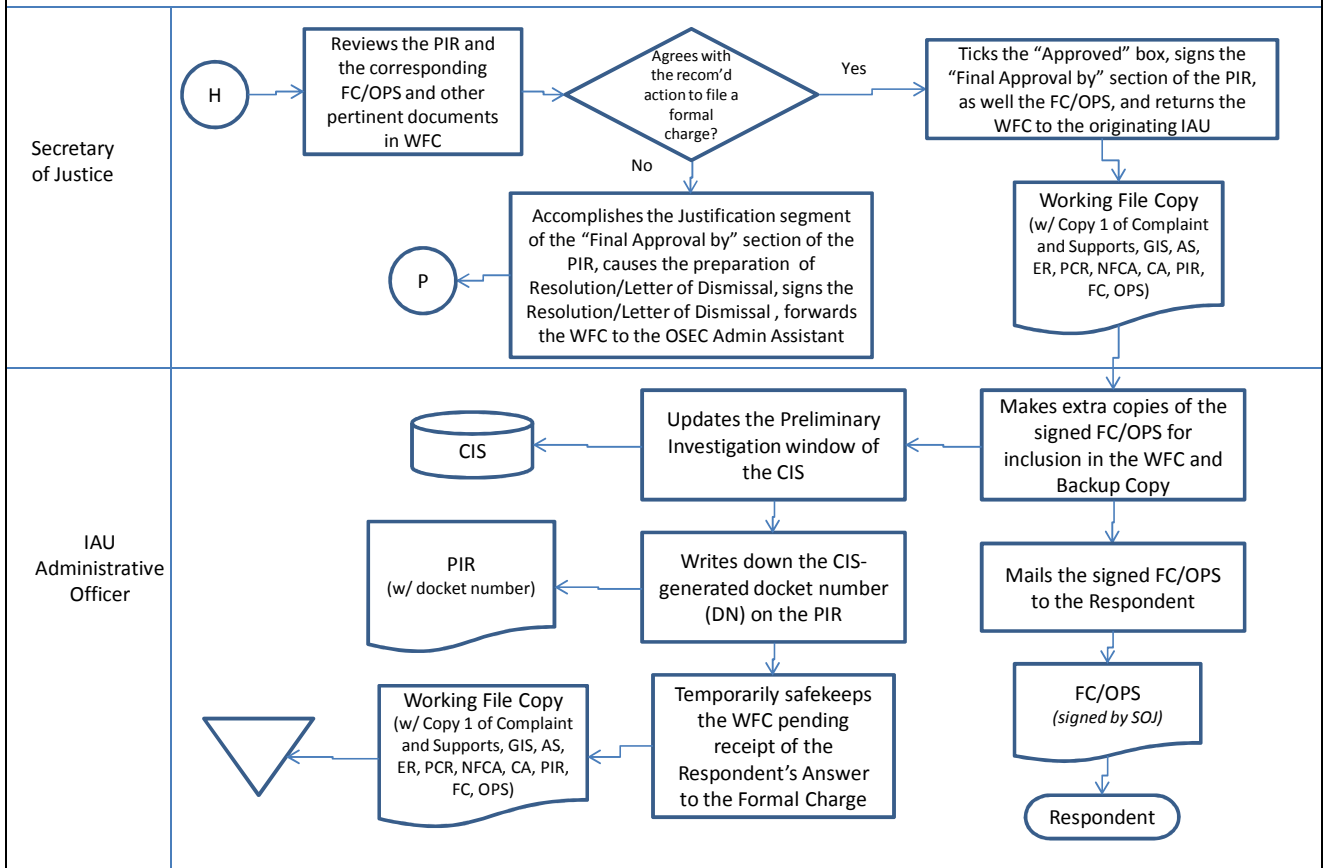 Secretary
of Justice
H
Reviews the PIR and
the corresponding
FC/OPS and other
pertinent documents
in WFC
Agrees with
the recom'd
action to file a
formal
charge?
Yes
No
Ticks the “Approved” box, signs the
“Final Approval by” section of the PIR,
as well the FC/OPS, and returns the
WFC to the originating IAU
Working File Copy
(w/ Copy 1 of Complaint
and Supports, GIS, AS,
ER, PCR, NFCA, CA, PIR,
FC, OPS)
Accomplishes the Justification segment
of the “Final Approval by” section of the
PIR, causes the preparation of
Resolution/Letter of Dismissal, signs the
Resolution/Letter of Dismissal , forwards
the WFC to the OSEC Admin Assistant
P
IAU
Administrative
Officer
Makes extra copies of the
signed FC/OPS for
inclusion in the WFC and
Backup Copy
Updates the Preliminary
Investigation window of
the CIS
CIS
Writes down the CIS-
generated docket number
(DN) on the PIR
PIR
(w/ docket number)
Mails the signed FC/OPS
to the Respondent
Temporarily safekeeps
the WFC pending
receipt of the
Respondent’s Answer
to the Formal Charge
Working File Copy
(w/ Copy 1 of Complaint
and Supports, GIS, AS,
ER, PCR, NFCA, CA, PIR,
FC, OPS)
FC/OPS
(signed by SOJ)
Respondent